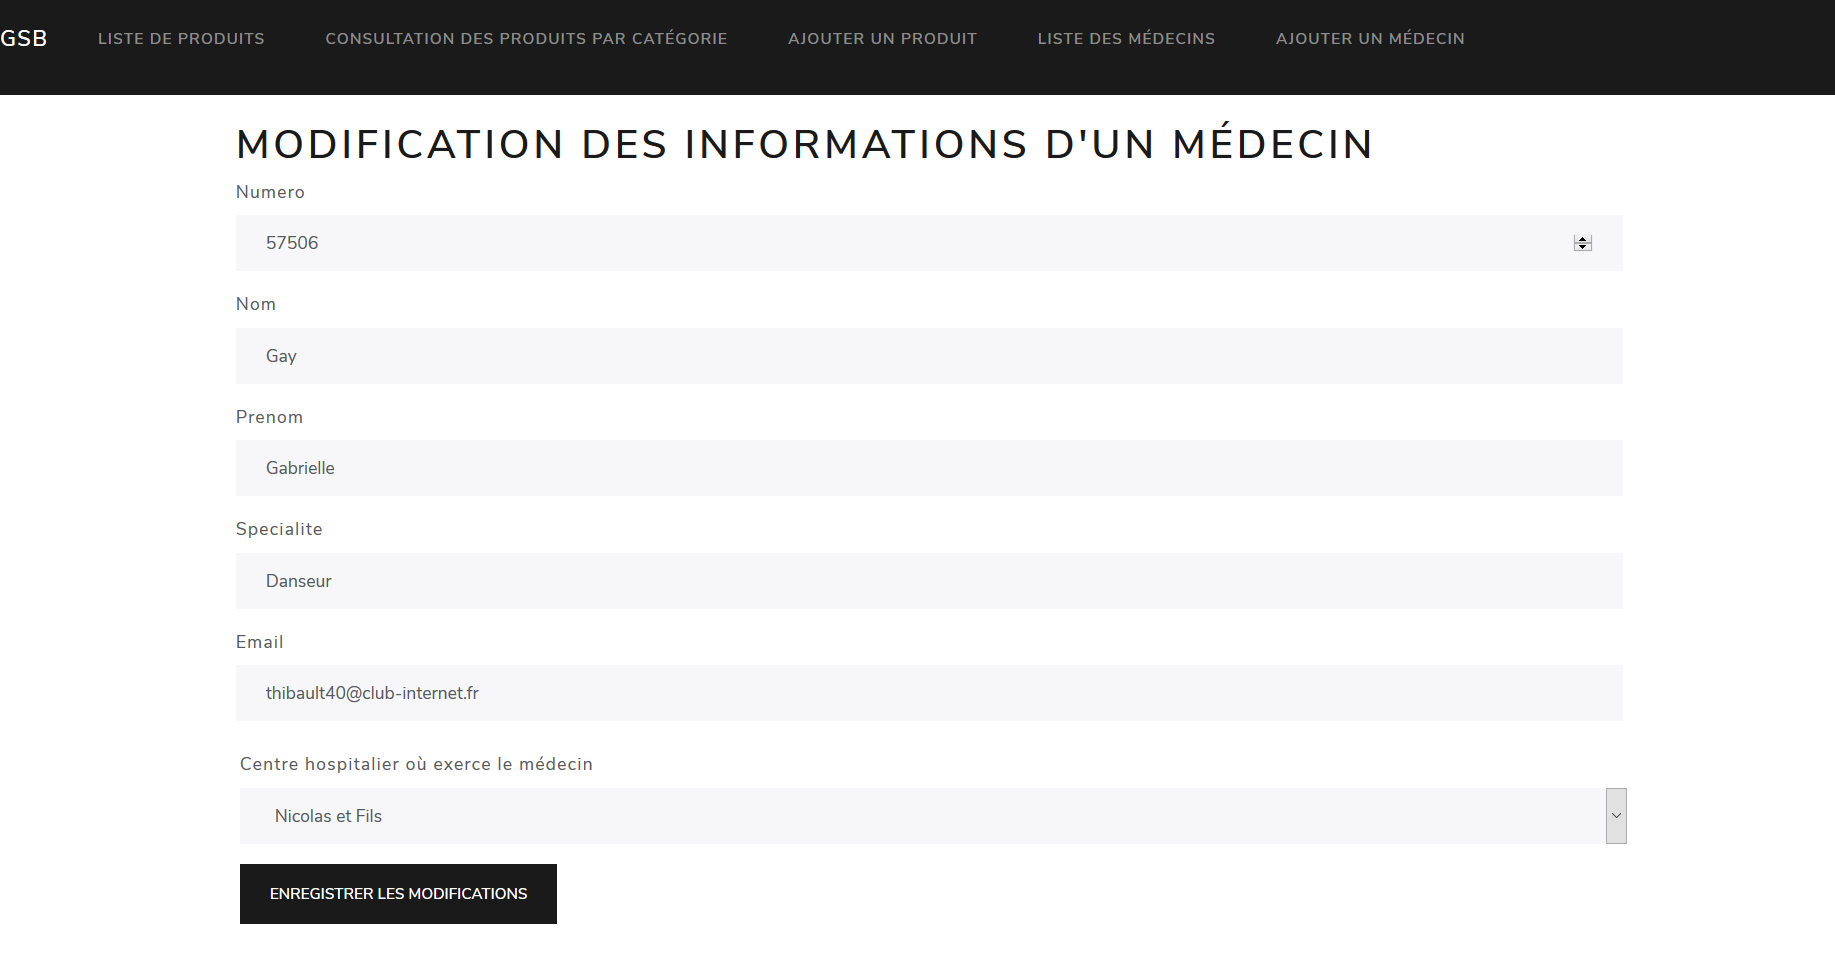 GSB LISTE DE PRODUITS CONSULTATION DES PRODUITS PAR CATÉGORIE AJOUTER UN PRODUIT LISTE DES MÉDECINS AJOUTER UN MÉDECIN
MODIFICATION DES INFORMATIONS D'UN MÉDECIN
Numero
57506
Nom
Gay
Prenom
Gabrielle
Specialite
Danseur
Email
thibault40@club-internet.fr
Centre hospitalier où exerce le médecin
Nicolas et Fils
ENREGISTRER LES MODIFICATIONS